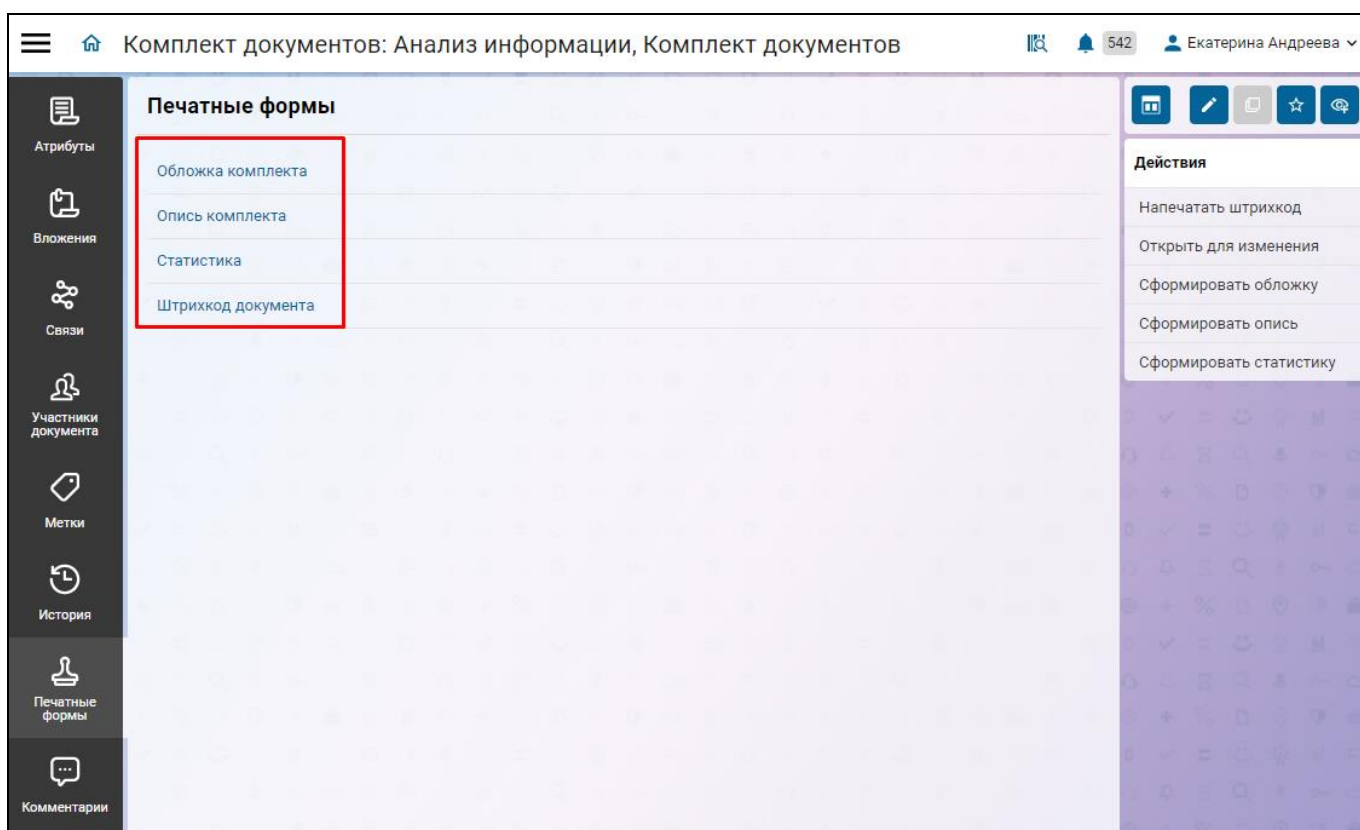 Комплект документов: Анализ информации, Комплект документов
542
Екатерина Андреева
Атрибуты
Вложения
Связи
Участники
документа
Метки
История
Печатные
формы
Комментарии
Печатные формы
Обложка комплекта
Опись комплекта
Статистика
Штрихкод документа
Действия
Напечатать штрихкод
Открыть для изменения
Сформировать обложку
Сформировать опись
Сформировать статистику